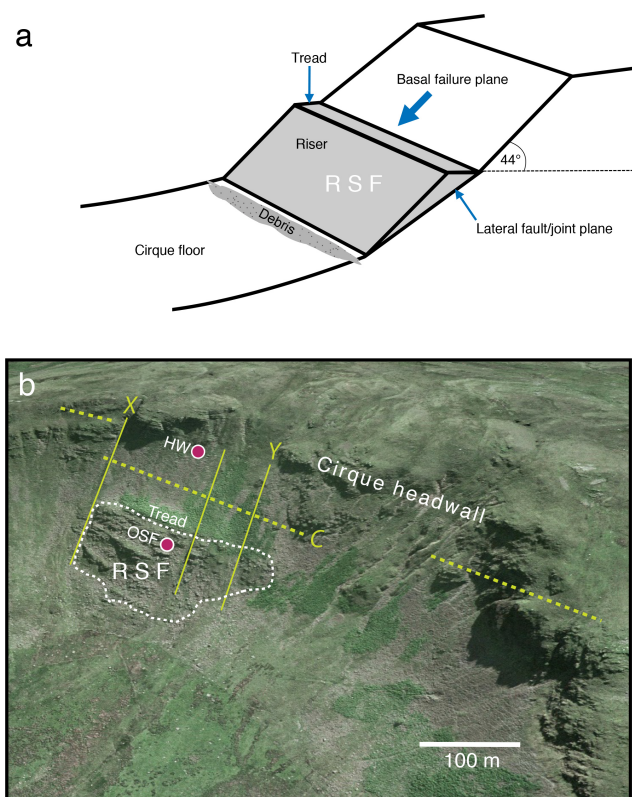 a
Tread
Basal failure plane
Riser
44°
R S F
Lateral fault/joint plane
Debris
Cirque floor
b
X
HW
Y
Cirque headwall
Tread
OSF
C
R S F
100 m